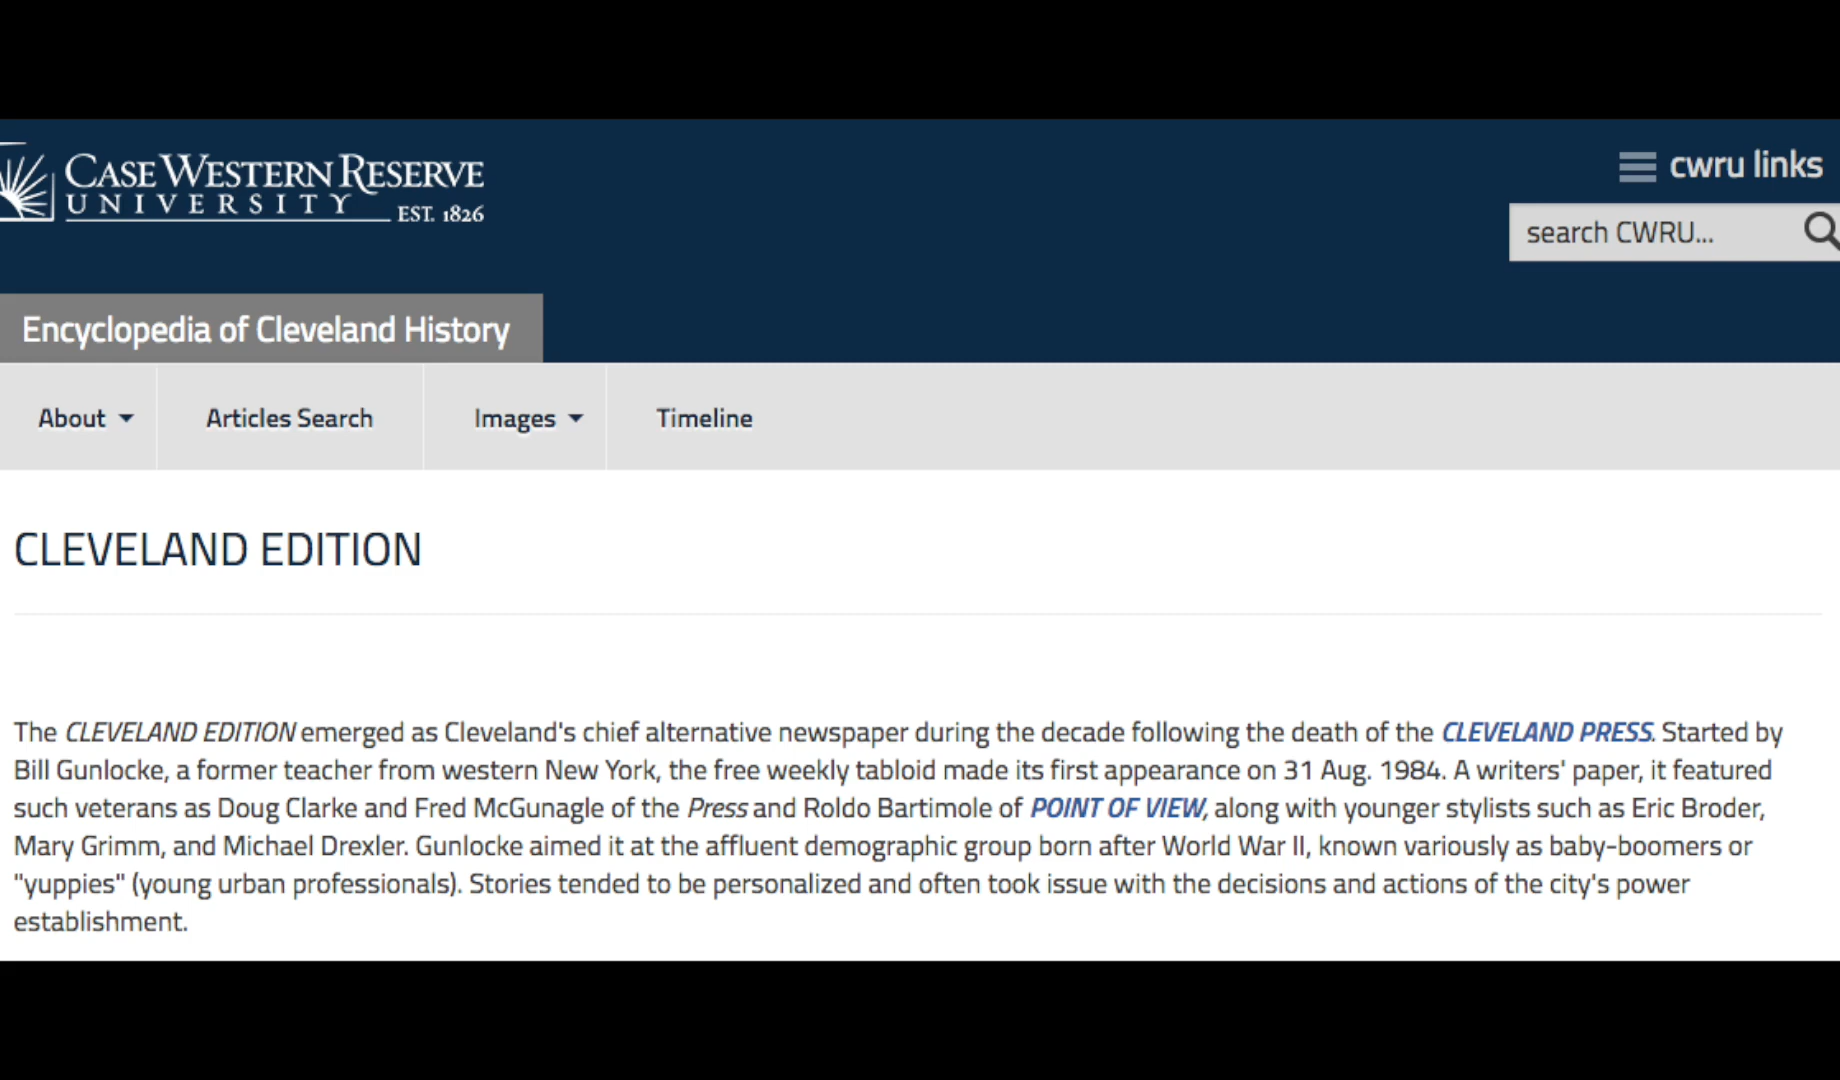 CASE WESTERN RESERVE
UNIVERSITY
EST. 1826
cwru links
search CWRU...
Encyclopedia of Cleveland History
About
Articles Search
Images
Timeline
CLEVELAND EDITION
The CLEVELAND EDITION emerged as Cleveland's chief alternative newspaper during the decade following the death of the CLEVELAND PRESS. Started by
Bill Gunlocke, a former teacher from western New York, the free weekly tabloid made its first appearance on 31 Aug. 1984. A writers' paper, it featured
such veterans as Doug Clarke and Fred McGunagle of the Press and Roldo Bartimole of POINT OF VIEW, along with younger stylists such as Eric Broder,
Mary Grimm, and Michael Drexler. Gunlocke aimed it at the affluent demographic group born after World War II, known variously as baby-boomers or
"yuppies" (young urban professionals). Stories tended to be personalized and often took issue with the decisions and actions of the city's power
establishment.